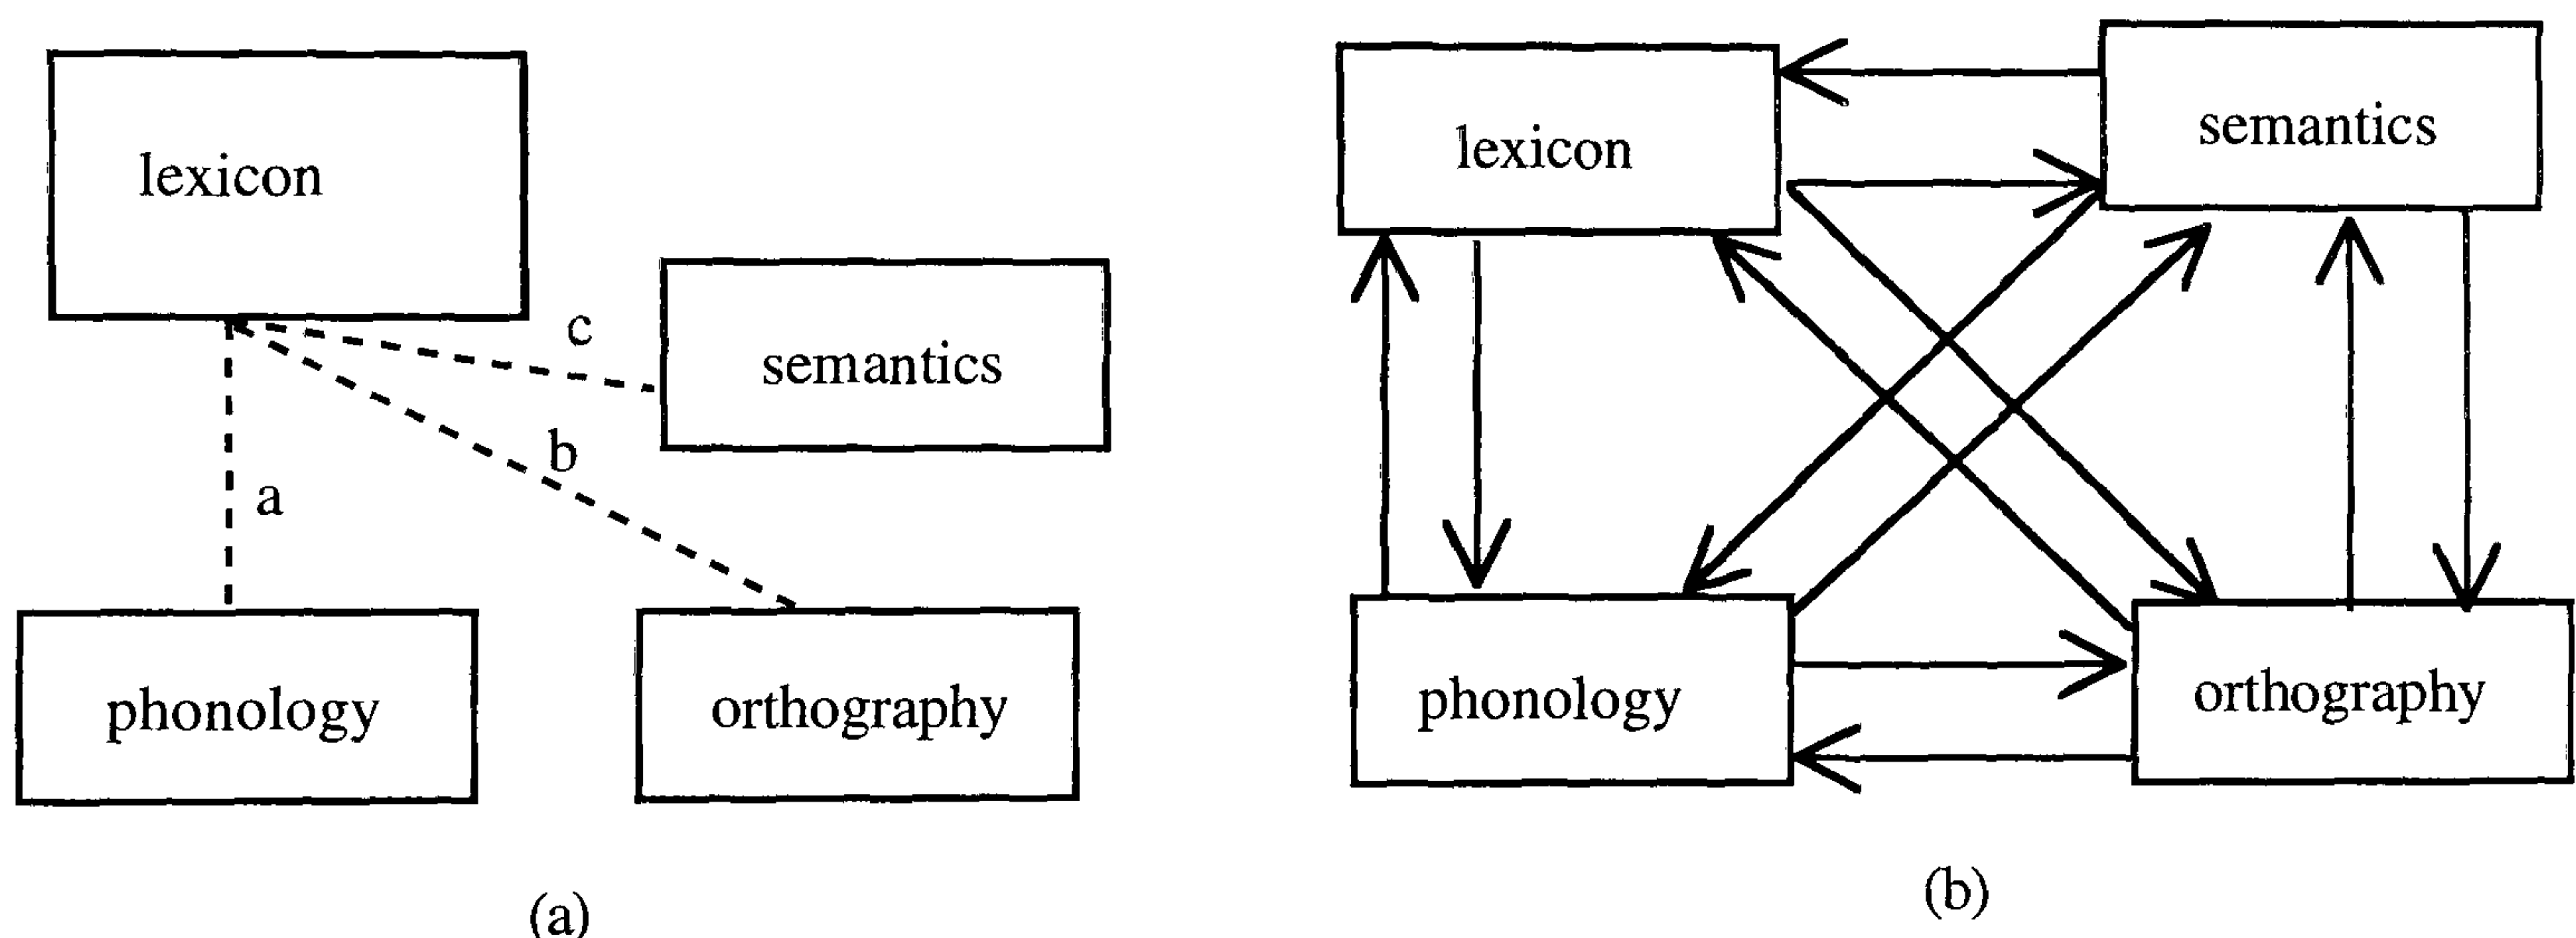 lexicon
c
semantics
b
a
phonology
orthography
(a)
lexicon
semantics
phonology
orthography
(b)